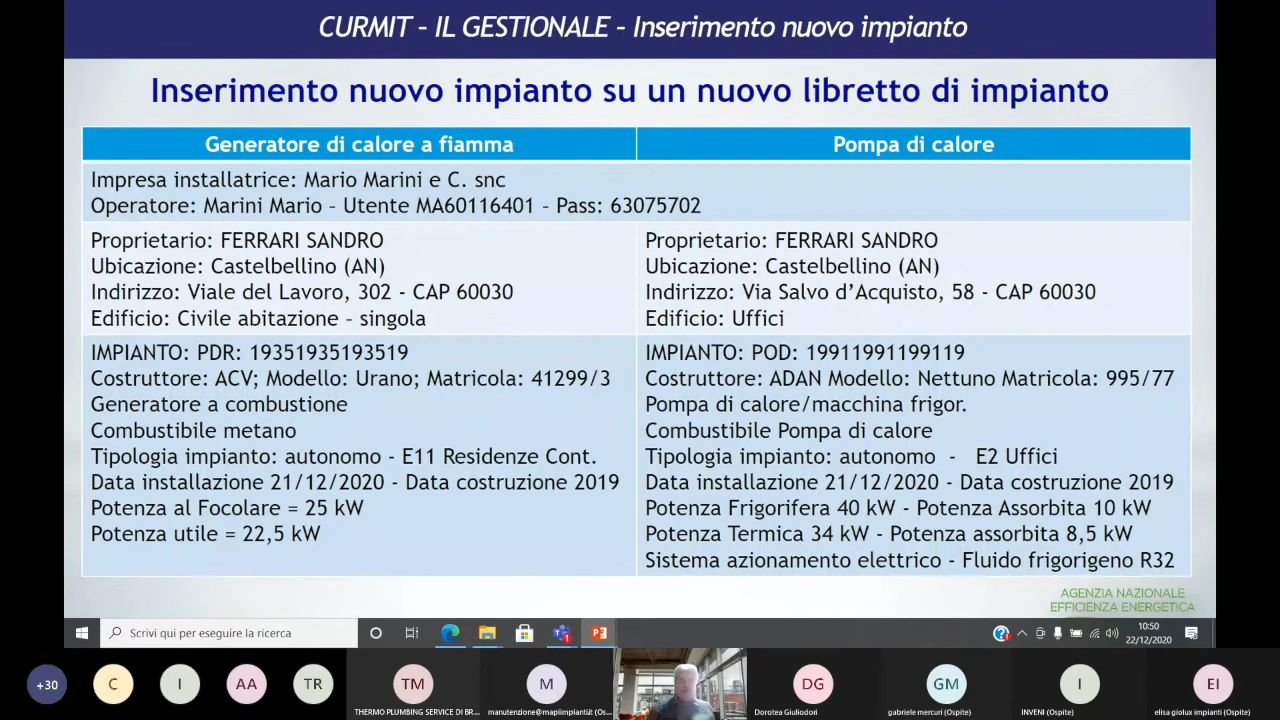 CURMIT – IL GESTIONALE – Inserimento nuovo impianto
Inserimento nuovo impianto su un nuovo libretto di impianto
Generatore di calore a fiamma
Pompa di calore
Impresa installatrice: Mario Marini e C. snc
Operatore: Marini Mario – Utente MA60116401 – Pass: 63075702
Proprietario: FERRARI SANDRO
Ubicazione: Castelbellino (AN)
Indirizzo: Viale del Lavoro, 302 - CAP 60030
Edificio: Civile abitazione – singola
Proprietario: FERRARI SANDRO
Ubicazione: Castelbellino (AN)
Indirizzo: Via Salvo d’Acquisto, 58 - CAP 60030
Edificio: Uffici
IMPIANTO: PDR: 19351935193519
Costruttore: ACV; Modello: Urano; Matricola: 41299/3
Generatore a combustione
Combustibile metano
Tipologia impianto: autonomo - E11 Residenze Cont.
Data installazione 21/12/2020 - Data costruzione 2019
Potenza al Focolare = 25 kW
Potenza utile = 22,5 kW
IMPIANTO: POD: 19911991199119
Costruttore: ADAN Modello: Nettuno Matricola: 995/77
Pompa di calore/macchina frigor.
Combustibile Pompa di calore
Tipologia impianto: autonomo - E2 Uffici
Data installazione 21/12/2020 - Data costruzione 2019
Potenza Frigorifera 40 kW - Potenza Assorbita 10 kW
Potenza Termica 34 kW - Potenza assorbita 8,5 kW
Sistema azionamento elettrico - Fluido frigorigeno R32
AGENZIA NAZIONALE
EFFICIENZA ENERGETICA
Scrivi qui per eseguire la ricerca
10:50
22/12/2020
+30
C
I
AA
TR
TM
M
DG
GM
I
EI
THERMO PLUMBING SERVICE DI BR...
manutenzione@mapiimpianti.it (Os...
Dorotea Giuliodori
gabriele mercuri (Ospite)
INVENI (Ospite)
elisa giolux impianti (Ospite)